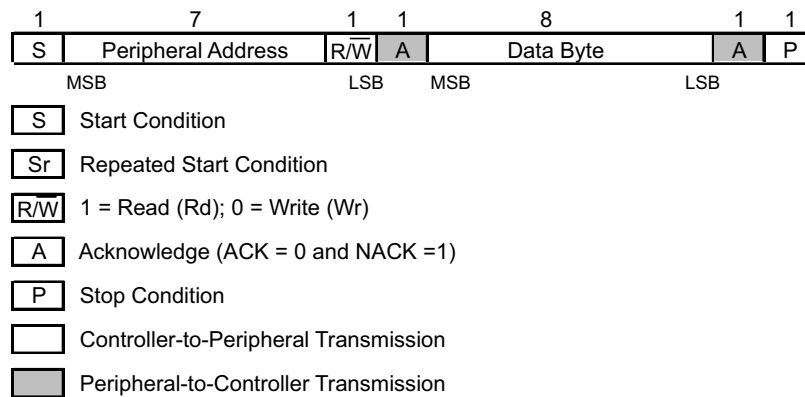 1 7 1 1 8 1 1
S Peripheral Address R/W̅ A Data Byte A P
MSB LSB MSB LSB
S Start Condition
Sr Repeated Start Condition
R/W̅ 1 = Read (Rd); 0 = Write (Wr)
A Acknowledge (ACK = 0 and NACK =1)
P Stop Condition
Controller-to-Peripheral Transmission
Peripheral-to-Controller Transmission